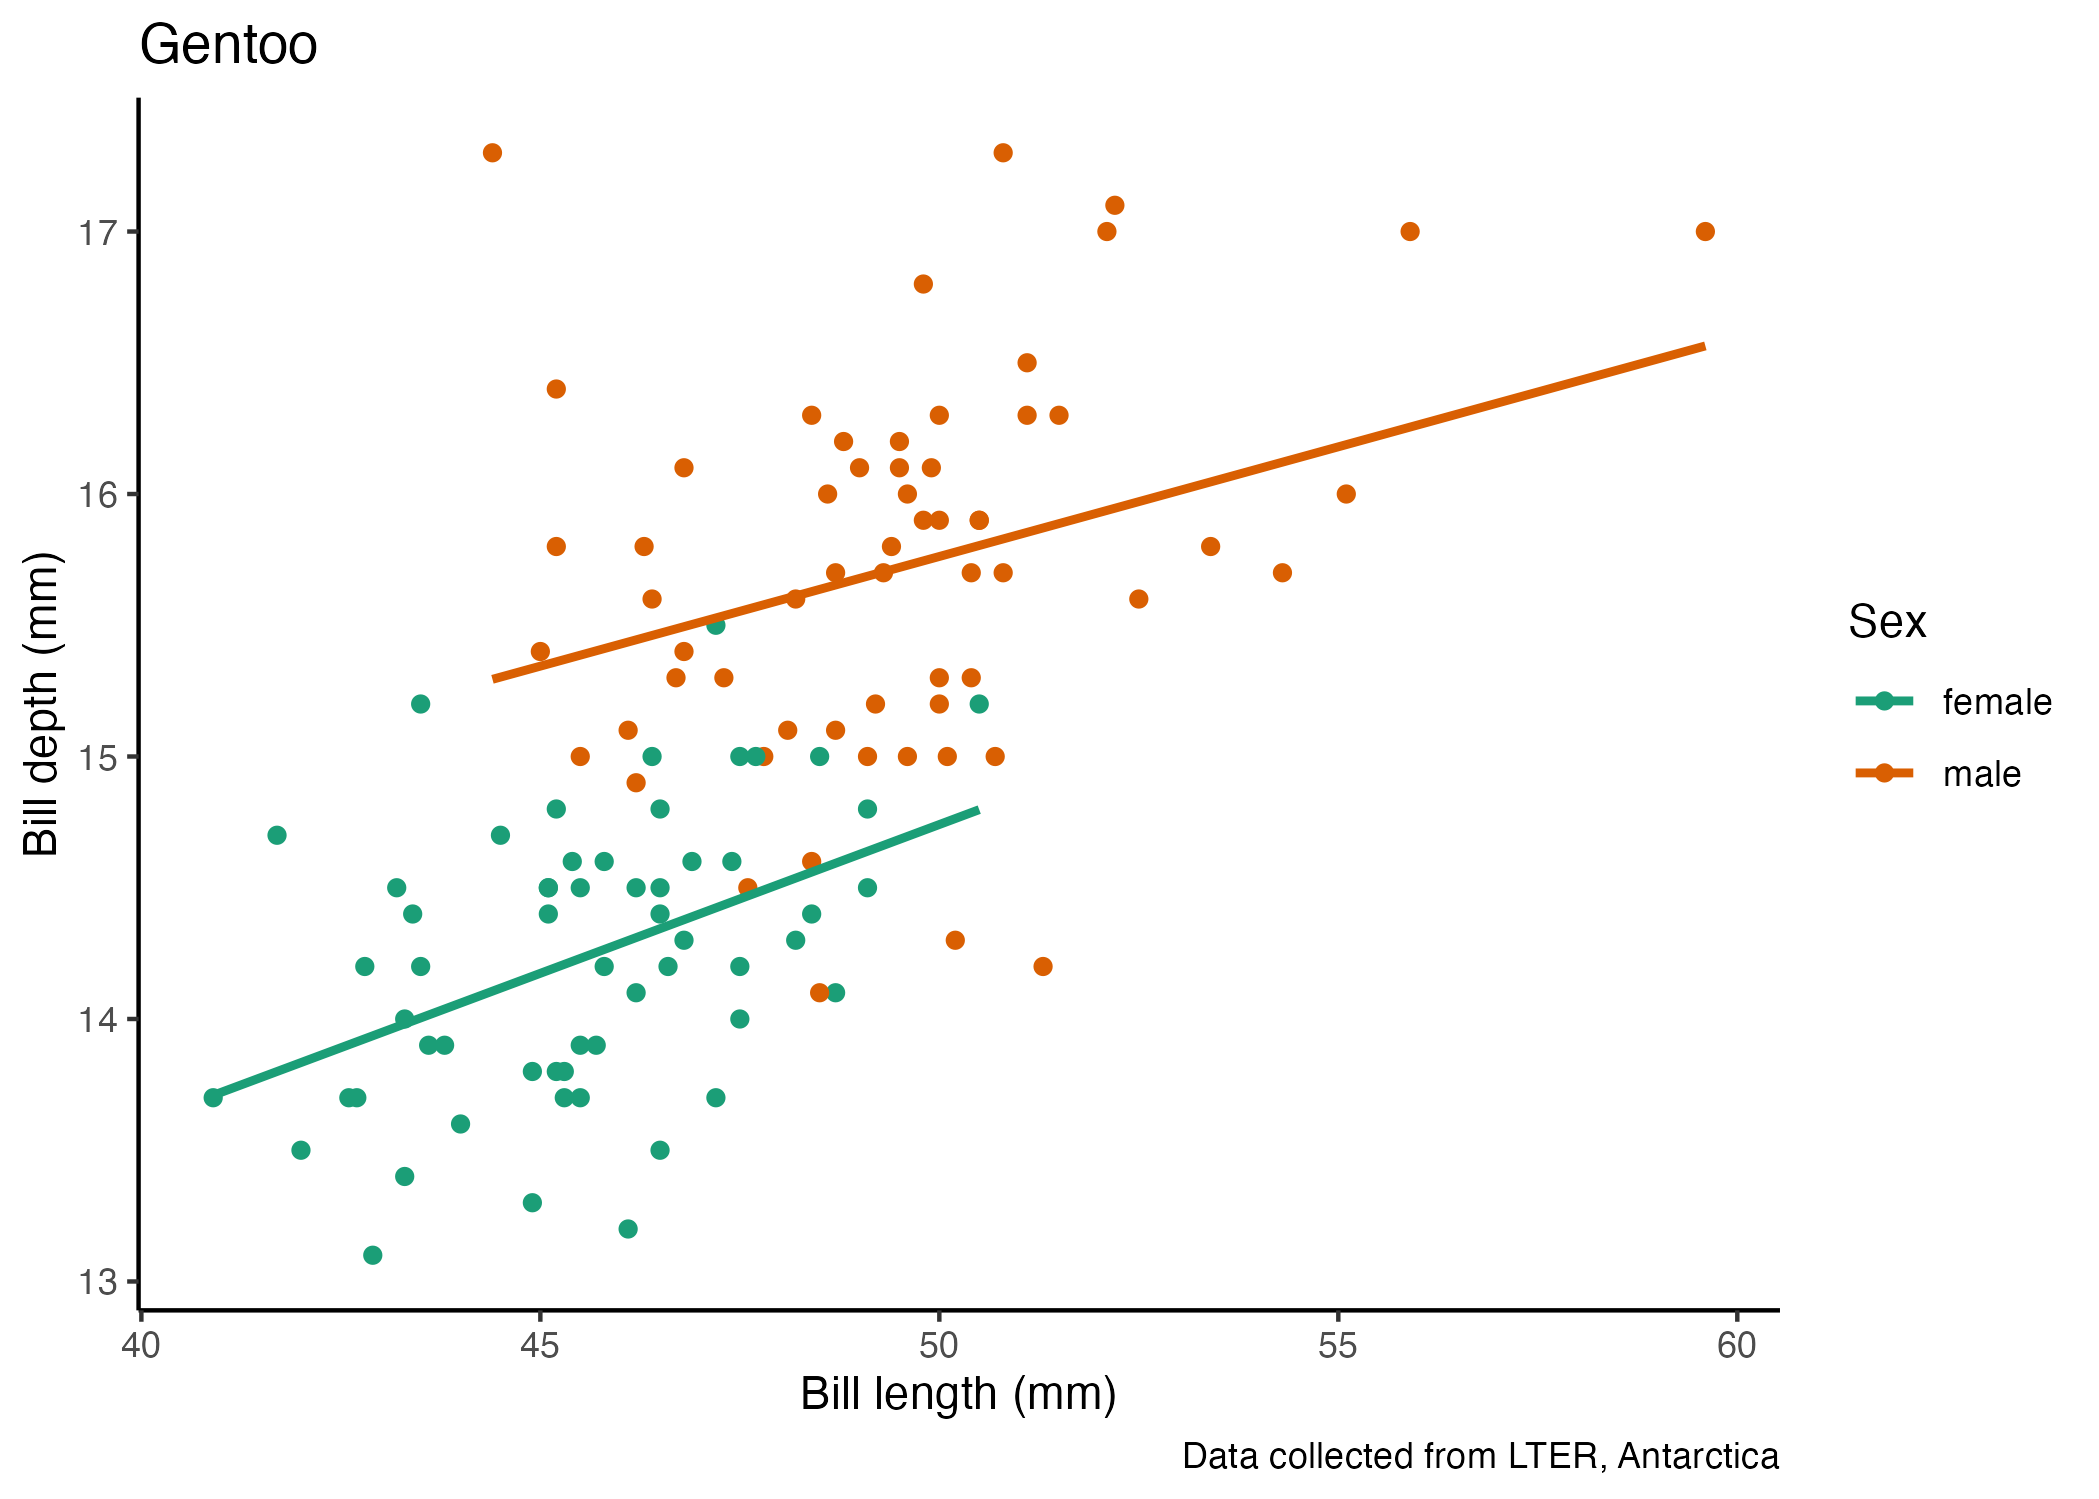 Gentoo
17
16
15
14
13
Bill depth (mm)
40 45 50 55 60
Bill length (mm)
Sex
female
male
Data collected from LTER, Antarctica